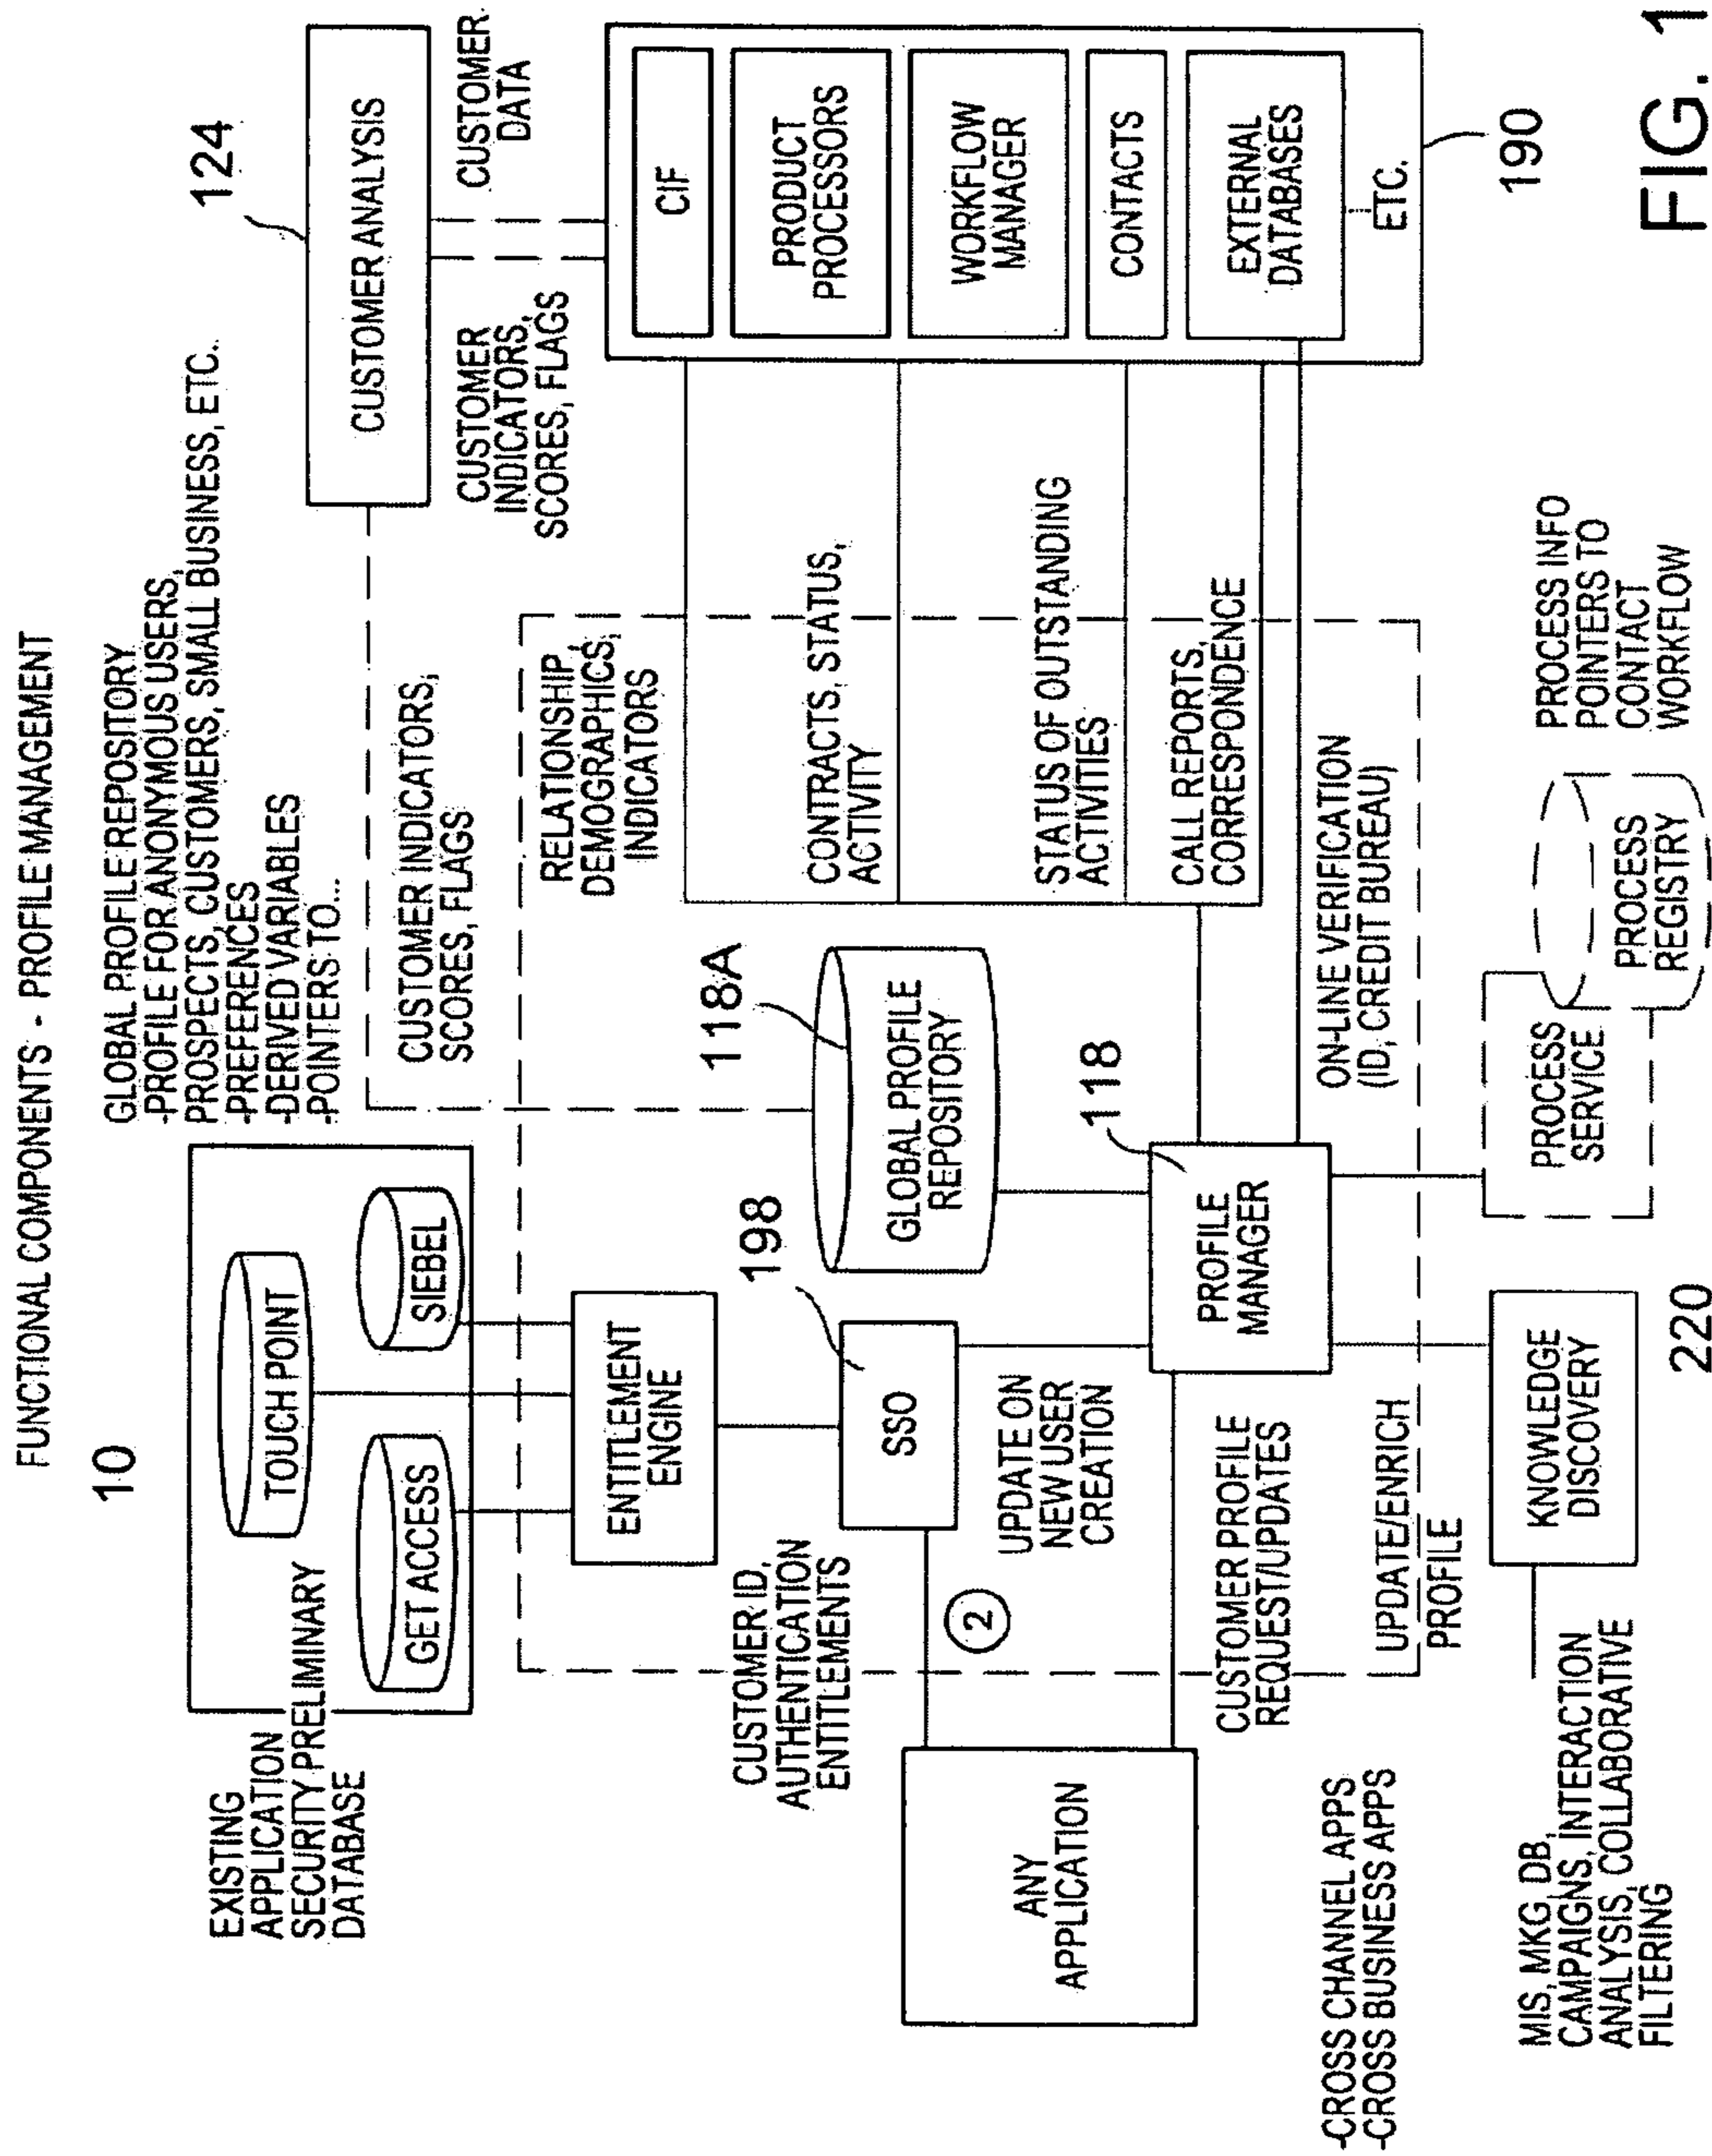 FUNCTIONAL COMPONENTS - PROFILE MANAGEMENT
10
EXISTING
APPLICATION
SECURITY PRELIMINARY
DATABASE
TOUCH POINT
GET ACCESS
SIEBEL
GLOBAL PROFILE REPOSITORY
-PROFILE FOR ANONYMOUS USERS,
PROSPECTS, CUSTOMERS, SMALL BUSINESS, ETC.
-PREFERENCES
-DERIVED VARIABLES
-POINTERS TO...
124
CUSTOMER ANALYSIS
CUSTOMER INDICATORS,
SCORES, FLAGS
CUSTOMER
INDICATORS,
SCORES, FLAGS
CUSTOMER
DATA
ENTITLEMENT
ENGINE
RELATIONSHIP,
DEMOGRAPHICS,
INDICATORS
CIF
PRODUCT
PROCESSORS
WORKFLOW
MANAGER
CONTACTS
EXTERNAL
DATABASES
ETC.
190
CUSTOMER ID,
AUTHENTICATION
ENTITLEMENTS
198
SSO
118A
GLOBAL PROFILE
REPOSITORY
CONTRACTS, STATUS,
ACTIVITY
STATUS OF OUTSTANDING
ACTIVITIES
CALL REPORTS,
CORRESPONDENCE
2
UPDATE ON
NEW USER
CREATION
118
PROFILE
MANAGER
ANY
APPLICATION
CUSTOMER PROFILE
REQUEST/UPDATES
ON-LINE VERIFICATION
(ID, CREDIT BUREAU)
-CROSS CHANNEL APPS
-CROSS BUSINESS APPS
UPDATE/ENRICH
PROFILE
KNOWLEDGE
DISCOVERY
220
MIS, MKG DB,
CAMPAIGNS, INTERACTION
ANALYSIS, COLLABORATIVE
FILTERING
PROCESS
SERVICE
PROCESS
REGISTRY
PROCESS INFO
POINTERS TO
CONTACT
WORKFLOW
FIG. 1